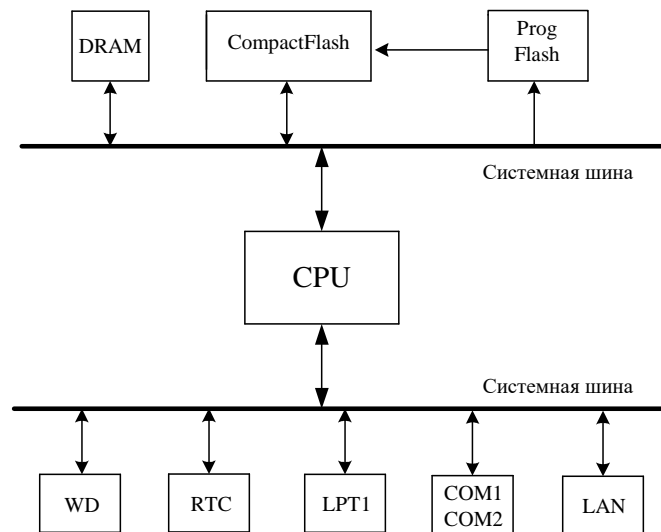 DRAM
CompactFlash
Prog
Flash
Системная шина
CPU
Системная шина
WD
RTC
LPT1
COM1
COM2
LAN